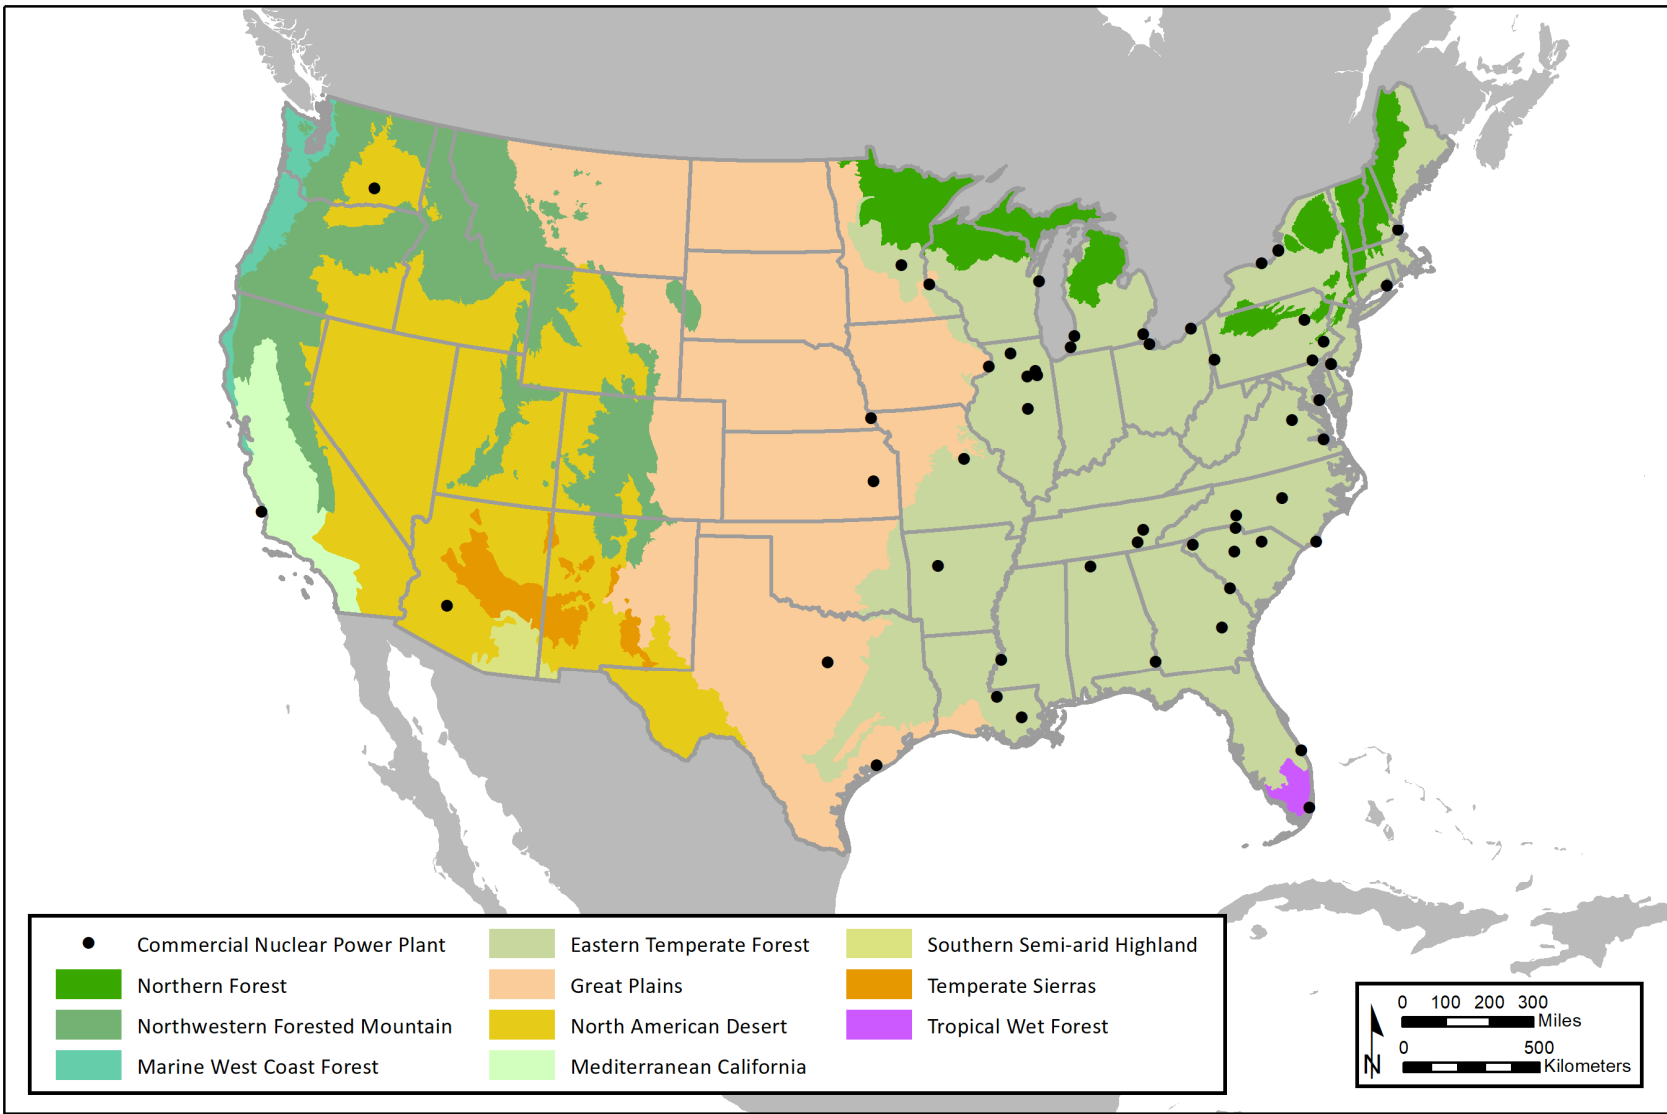 Commercial Nuclear Power Plant
Northern Forest
Northwestern Forested Mountain
Marine West Coast Forest
Eastern Temperate Forest
Great Plains
North American Desert
Mediterranean California
Southern Semi-arid Highland
Temperate Sierras
Tropical Wet Forest
N
0 100 200 300
Miles
0 500
Kilometers